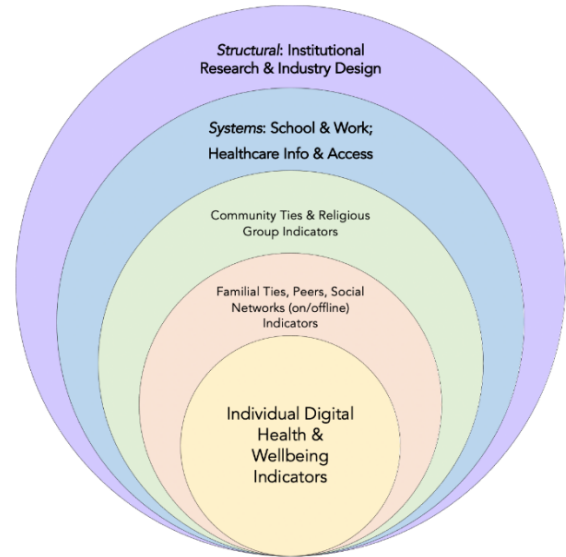 Structural: Institutional
Research & Industry Design
Systems: School & Work;
Healthcare Info & Access
Community Ties & Religious
Group Indicators
Familial Ties, Peers, Social
Networks (on/offline)
Indicators
Individual Digital
Health &
Wellbeing
Indicators